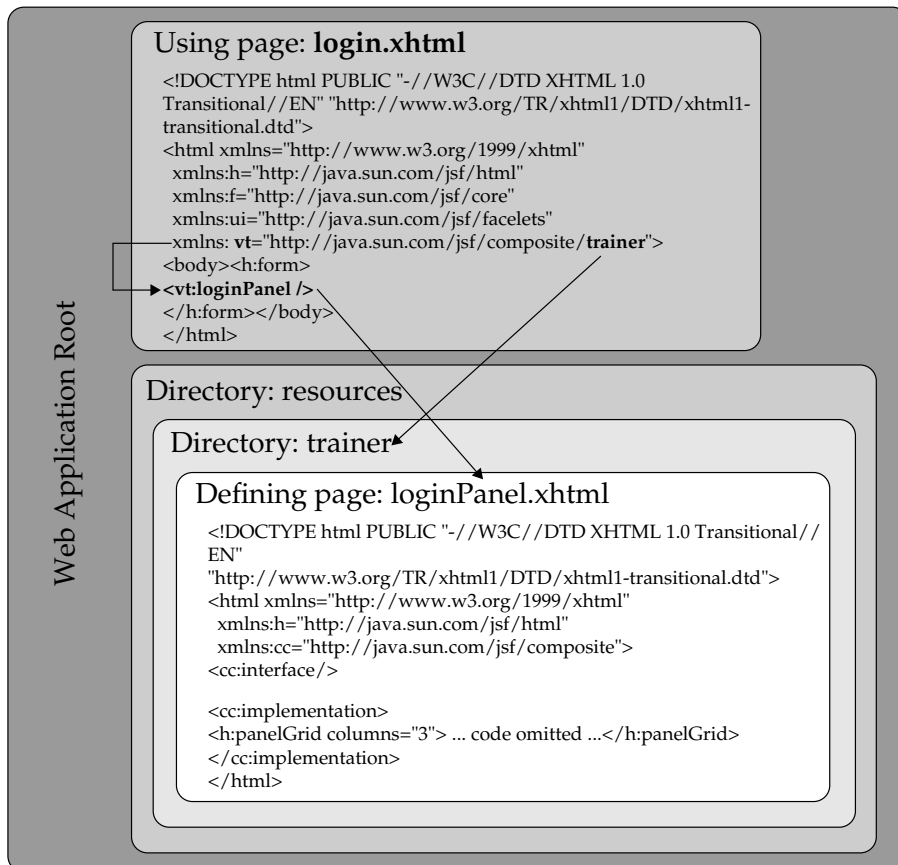 Using page: login.xhtml
<!DOCTYPE html PUBLIC "-//W3C//DTD XHTML 1.0
Transitional//EN" "http://www.w3.org/TR/xhtml1/DTD/xhtml1-
transitional.dtd">
<html xmlns="http://www.w3.org/1999/xhtml"
xmlns:h="http://java.sun.com/jsf/html"
xmlns:f="http://java.sun.com/jsf/core"
xmlns:ui="http://java.sun.com/jsf/facelets"
xmlns: vt="http://java.sun.com/jsf/composite/trainer">
<body><h:form>
<vt:loginPanel />
</h:form></body>
</html>
Web Application Root
Directory: resources
Directory: trainer
Defining page: loginPanel.xhtml
<!DOCTYPE html PUBLIC "-//W3C//DTD XHTML 1.0 Transitional//
EN"
"http://www.w3.org/TR/xhtml1/DTD/xhtml1-transitional.dtd">
<html xmlns="http://www.w3.org/1999/xhtml"
xmlns:h="http://java.sun.com/jsf/html"
xmlns:cc="http://java.sun.com/jsf/composite">
<cc:interface/>
<cc:implementation>
<h:panelGrid columns="3"> ... code omitted ...</h:panelGrid>
</cc:implementation>
</html>